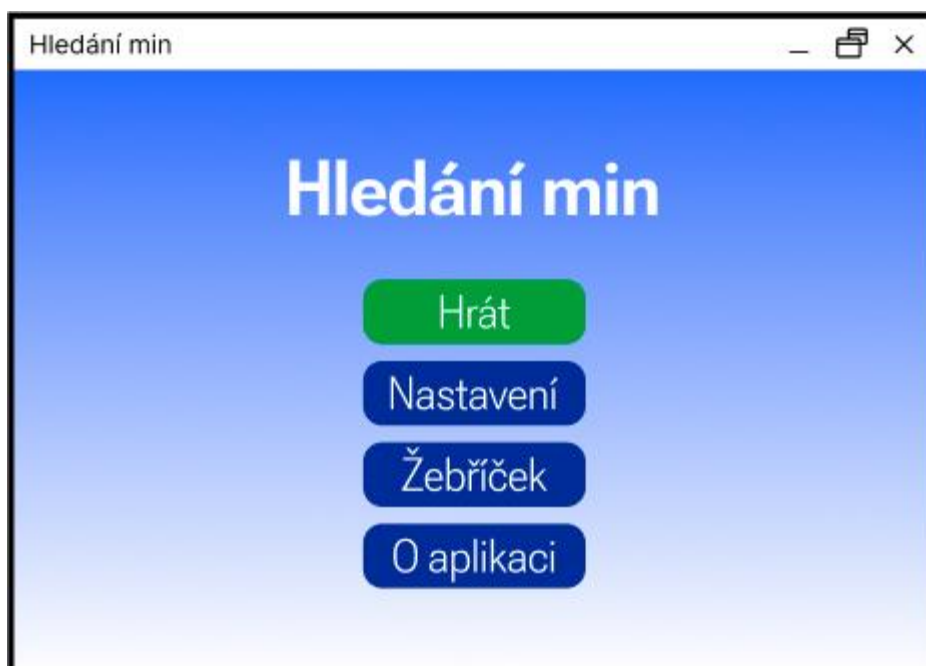 Hledání min
Hledání min
Hrát
Nastavení
Žebříček
O aplikaci